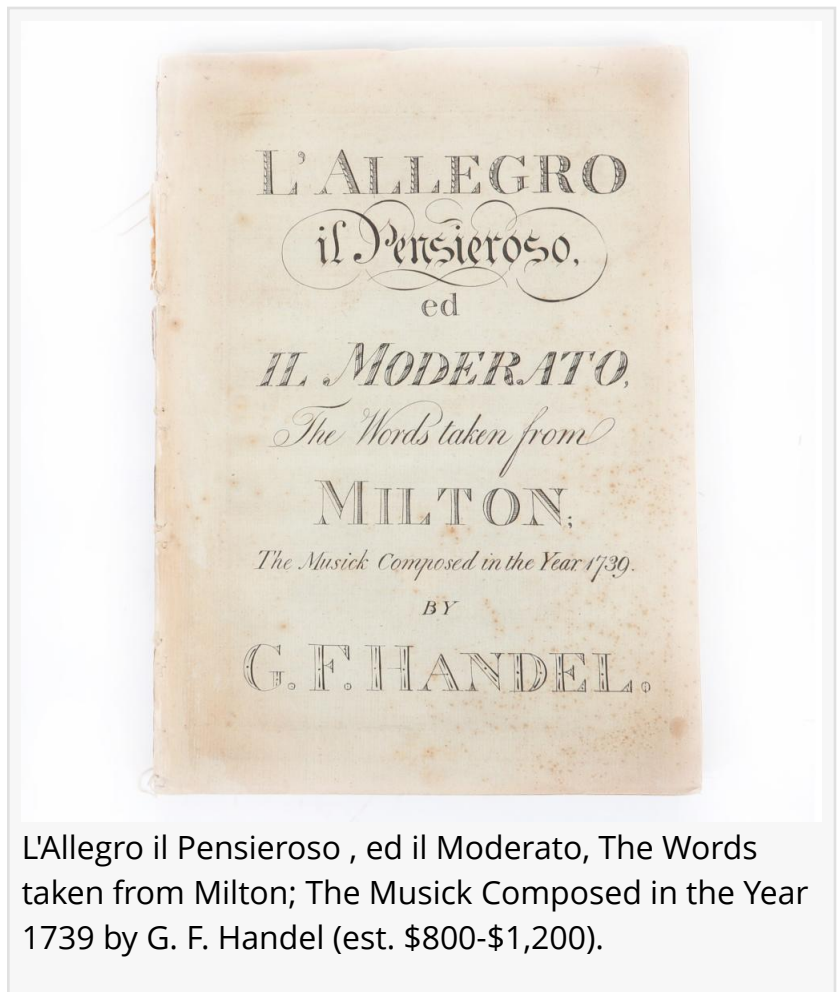 L'ALLEGRO
il Pensieroso,
ed
IL MODERATO,
The Words taken from
MILTON;
The Musick Composed in the Year 1739.
BY
G. F. HANDEL.
L'Allegro il Pensieroso , ed il Moderato, The Words
taken from Milton; The Musick Composed in the Year
1739 by G. F. Handel (est. $800-$1,200).